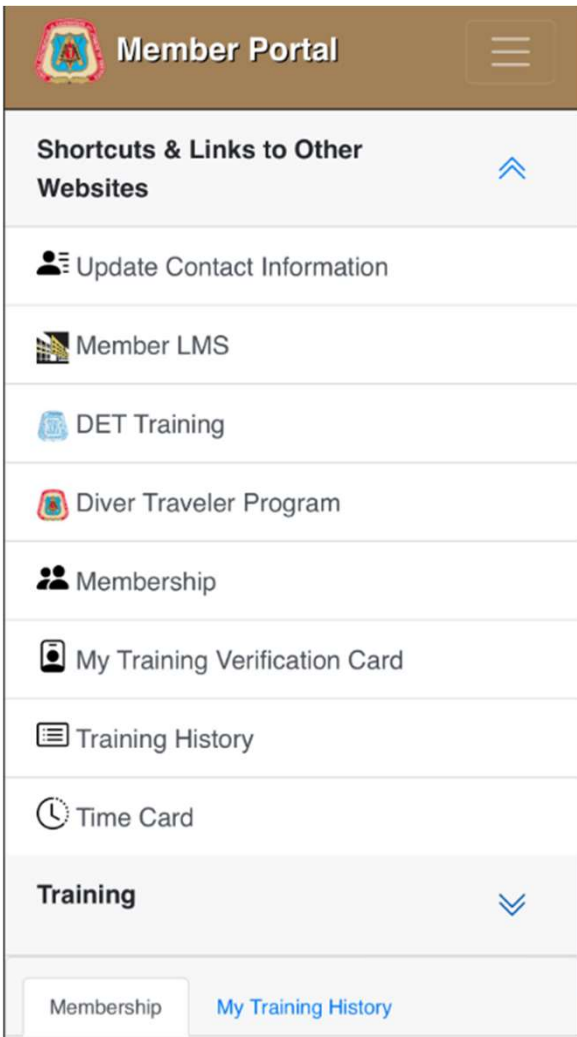 Member Portal
Shortcuts & Links to Other
Websites
Update Contact Information
Member LMS
DET Training
Diver Traveler Program
Membership
My Training Verification Card
Training History
Time Card
Training
Membership
My Training History